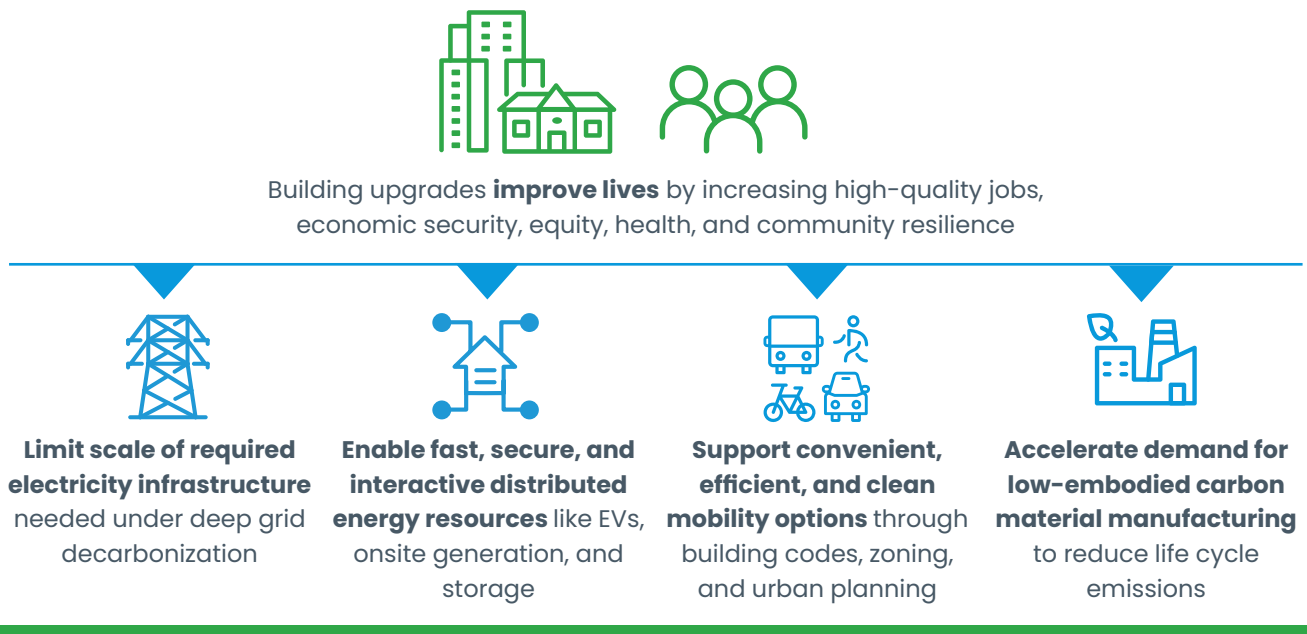 Building upgrades improve lives by increasing high-quality jobs,
economic security, equity, health, and community resilience
Limit scale of required
electricity infrastructure
needed under deep grid
decarbonization
Enable fast, secure, and
interactive distributed
energy resources like EVs,
onsite generation, and
storage
Support convenient,
efficient, and clean
mobility options through
building codes, zoning,
and urban planning
Accelerate demand for
low-embodied carbon
material manufacturing
to reduce life cycle
emissions